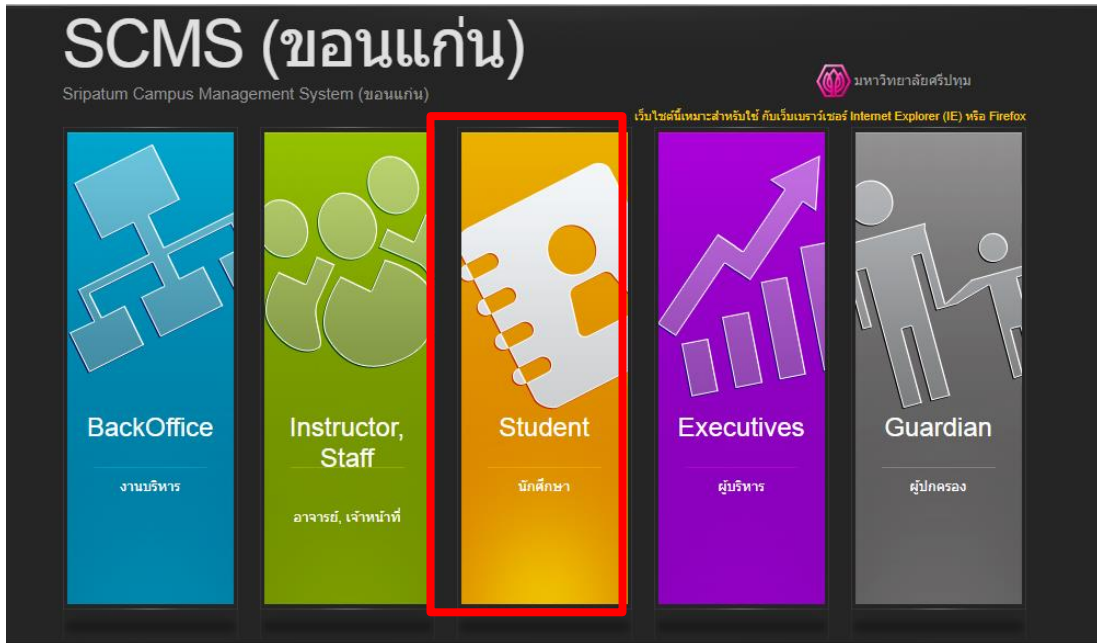 SCMS (ขอนแก่น)
Sripatum Campus Management System (ขอนแก่น)
มหาวิทยาลัยศรีปทุม
เว็บไซต์นี้เหมาะสำหรับใช้ กับเว็บเบราว์เซอร์ Internet Explorer (IE) หรือ Firefox
BackOffice
งานบริหาร
Instructor,
Staff
อาจารย์, เจ้าหน้าที่
Student
นักศึกษา
Executives
ผู้บริหาร
Guardian
ผู้ปกครอง